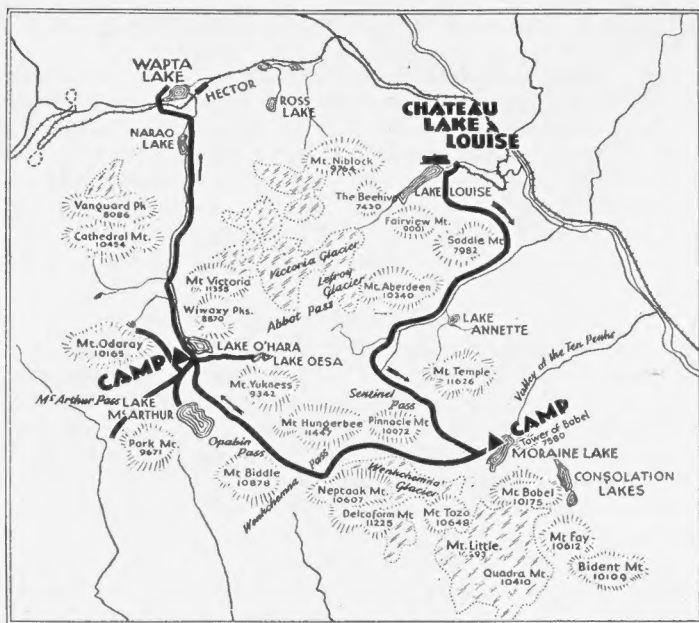 WAPTA
LAKE
HECTOR
ROSS
LAKE
CHATEAU
LAKE
LOUISE
NARAO
LAKE
Mt. Niblock
9764
The Beehive
7430
LAKE LOUISE
Vanguard Pk
8086
Cathedral Mt.
10454
Fairview Mt.
9001
Saddle Mt
7982
Victoria Glacier
Lefroy
Glacier
Mt Victoria
11355
Mt. Aberdeen
10340
Abbot Pass
Wiwaxy Pks.
8870
LAKE
ANNETTE
Mt. Odaray
10165
LAKE O'HARA
LAKE OESA
CAMP
Mt. Temple
11626
Valley of the Ten Peaks
McArthur Pass
LAKE
McARTHUR
Mt. Yukness
9342
Sentinel
Pass
CAMP
Tower of Babel
7580
Pork Mt.
9671
Opabin
Pass
Mt Hungerbee
11447
Pinnacle Mt
10072
MORAINE LAKE
CONSOLATION
LAKES
Mt Biddle
10878
Wenkchemna
Pass
Neptoak Mt.
10607
Wenkchemna
Glacier
Mt Babel
10175
Deltaform Mt
11225
Mt Tozo
10648
Mt Fay
10612
Mt. Little.
Quadra Mt.
10410
Bident Mt.
10109